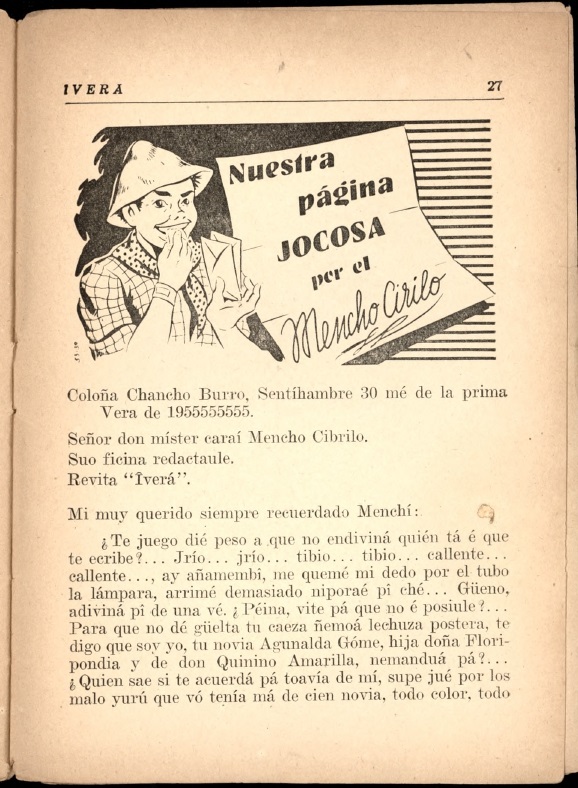 IVERA 27
Nuestra
página
JOCOSA
por el
Mencho Cirilo
Coloña Chancho Burro, Sentíhambre 30 mé de la prima
Vera de 1955555555.
Señor don míster caraí Mencho Cibrilo.
Suo ficina redactaule.
Revita "Ĭverá".
Mi muy querido siempre recuerdado Menchí:
¿Te juego dié peso a que no endiviná quién tá é que
te ecribe?... Jrío... jrío... tibio... tibio... callente...
callente..., ay añamembi, me quemé mi dedo por el tubo
la lámpara, arrimé demasiado niporaé pi ché... Güeno,
adiviná pi de una vé. ¿Péina, vite pá que no é posiule?...
Para que no dé güelta tu caeza ñemoá lechuza postera, te
digo que soy yo, tu novia Agunalda Góme, hija doña Flori-
pondia y de don Quinino Amarilla, nemanduá pá?...
¿Quien sae si te acuerdá pá toavía de mí, supe jué por los
malo yurú que vó tenía má de cien novia, todo color, todo